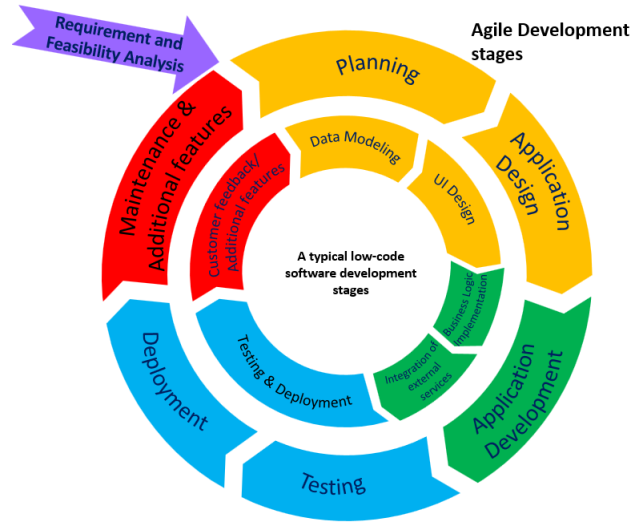 Requirement and
Feasibility Analysis
Agile Development
stages
Planning
Application
Design
Application
Development
Testing
Deployment
Maintenance &
Additional features
Data Modeling
UI Design
Business Logic
Implementation
Integration of
external
services
Testing & Deployment
Customer feedback/
Additional features
A typical low-code
software development
stages